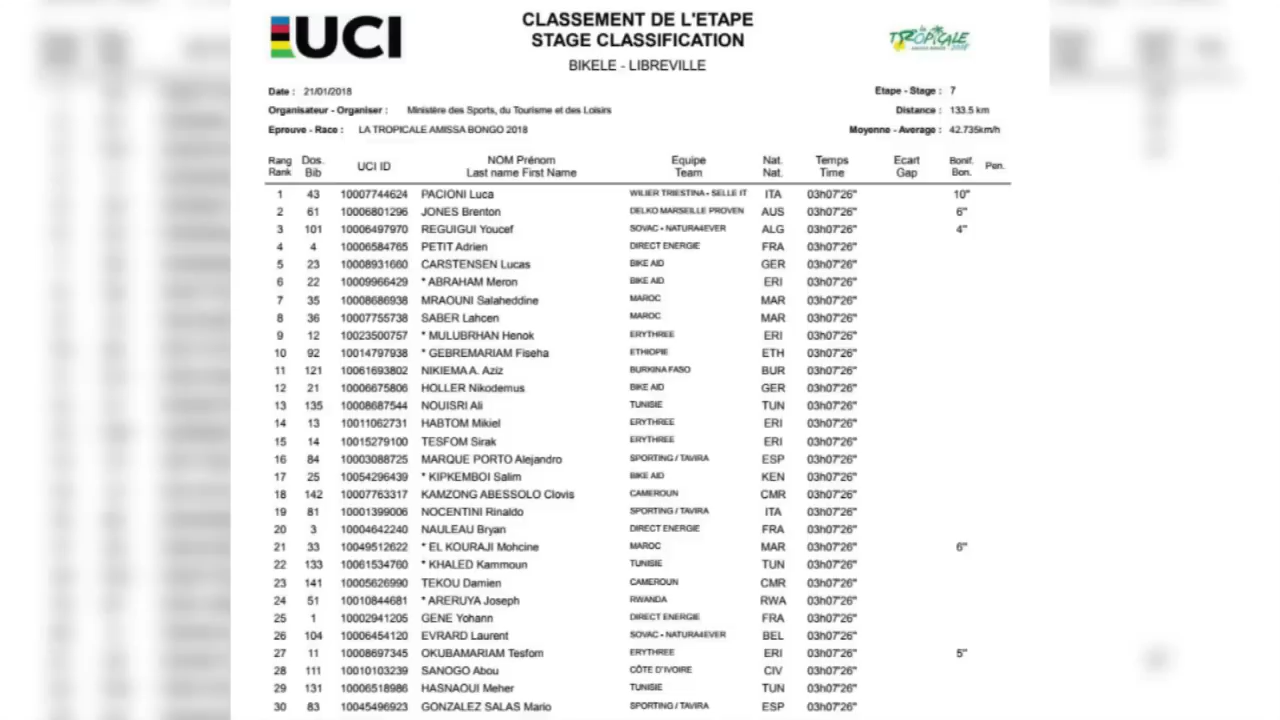 UCI
CLASSEMENT DE L'ETAPE
STAGE CLASSIFICATION
BIKELE - LIBREVILLE
la TROPICALE
AMISSA BONGO 2018
Date : 21/01/2018 Etape - Stage : 7
Organisateur - Organiser : Ministère des Sports, du Tourisme et des Loisirs Distance : 133.5 km
Epreuve - Race : LA TROPICALE AMISSA BONGO 2018 Moyenne - Average : 42.735km/h
Rang Dos. UCI ID NOM Prénom Equipe Nat. Temps Ecart Bonif. Pen.
Rank Bib Last name First Name Team Nat. Time Gap Bon.
1 43 10007744624 PACIONI Luca WILIER TRIESTINA - SELLE IT ITA 03h07'26" 10"
2 61 10006801296 JONES Brenton DELKO MARSEILLE PROVEN AUS 03h07'26" 6"
3 101 10006497970 REGUIGUI Youcef SOVAC - NATURA4EVER ALG 03h07'26" 4"
4 4 10006584765 PETIT Adrien DIRECT ENERGIE FRA 03h07'26"
5 23 10008931660 CARSTENSEN Lucas BIKE AID GER 03h07'26"
6 22 10009966429 * ABRAHAM Meron BIKE AID ERI 03h07'26"
7 35 10008686938 MRAOUNI Salaheddine MAROC MAR 03h07'26"
8 36 10007755738 SABER Lahcen MAROC MAR 03h07'26"
9 12 10023500757 * MULUBRHAN Henok ERYTHREE ERI 03h07'26"
10 92 10014797938 * GEBREMARIAM Fiseha ETHIOPIE ETH 03h07'26"
11 121 10061693802 NIKIEMA A. Aziz BURKINA FASO BUR 03h07'26"
12 21 10006675806 HOLLER Nikodemus BIKE AID GER 03h07'26"
13 135 10008687544 NOUISRI Ali TUNISIE TUN 03h07'26"
14 13 10011062731 HABTOM Mikiel ERYTHREE ERI 03h07'26"
15 14 10015279100 TESFOM Sirak ERYTHREE ERI 03h07'26"
16 84 10003088725 MARQUE PORTO Alejandro SPORTING / TAVIRA ESP 03h07'26"
17 25 10054296439 * KIPKEMBOI Salim BIKE AID KEN 03h07'26"
18 142 10007763317 KAMZONG ABESSOLO Clovis CAMEROUN CMR 03h07'26"
19 81 10001399006 NOCENTINI Rinaldo SPORTING / TAVIRA ITA 03h07'26"
20 3 10004642240 NAULEAU Bryan DIRECT ENERGIE FRA 03h07'26"
21 33 10049512622 * EL KOURAJI Mohcine MAROC MAR 03h07'26" 6"
22 133 10061534760 * KHALED Kammoun TUNISIE TUN 03h07'26"
23 141 10005626990 TEKOU Damien CAMEROUN CMR 03h07'26"
24 51 10010844681 * ARERUYA Joseph RWANDA RWA 03h07'26"
25 1 10002941205 GENE Yohann DIRECT ENERGIE FRA 03h07'26"
26 104 10006454120 EVRARD Laurent SOVAC - NATURA4EVER BEL 03h07'26"
27 11 10008697345 OKUBAMARIAM Tesfom ERYTHREE ERI 03h07'26" 5"
28 111 10010103239 SANOGO Abou CÔTE D'IVOIRE CIV 03h07'26"
29 131 10006518986 HASNAOUI Meher TUNISIE TUN 03h07'26"
30 83 10045496923 GONZALEZ SALAS Mario SPORTING / TAVIRA ESP 03h07'26"